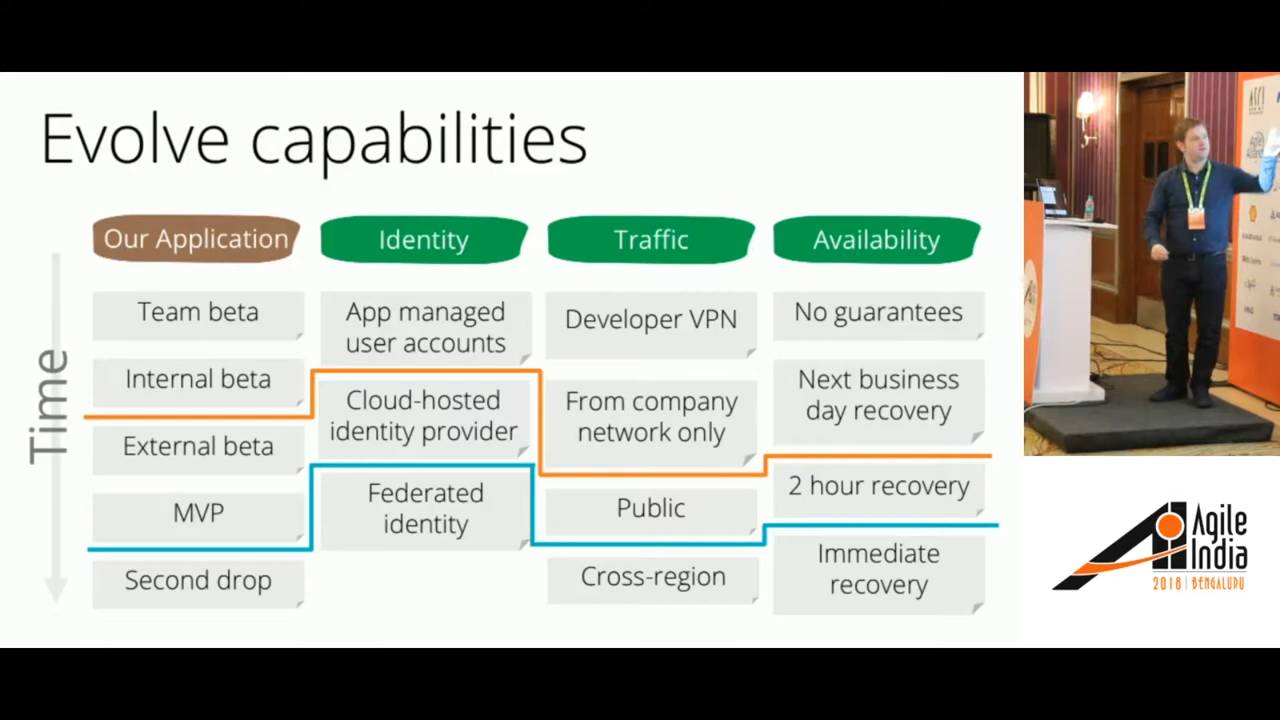 Evolve capabilities
Time
Our Application
Team beta
Internal beta
External beta
MVP
Second drop
Identity
App managed
user accounts
Cloud-hosted
identity provider
Federated
identity
Traffic
Developer VPN
From company
network only
Public
Cross-region
Availability
No guarantees
Next business
day recovery
2 hour recovery
Immediate
recovery
Agile
India
2018 | BENGALURU